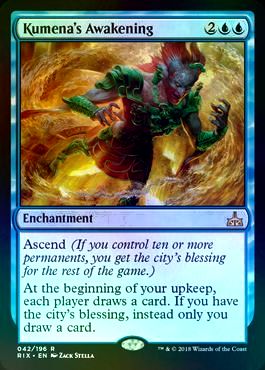 Kumena's Awakening 2
Enchantment
Ascend (If you control ten or more
permanents, you get the city's blessing
for the rest of the game.)
At the beginning of your upkeep,
each player draws a card. If you have
the city's blessing, instead only you
draw a card.
042/196 R
RIX • EN Zack Stella
™ & © 2018 Wizards of the Coast